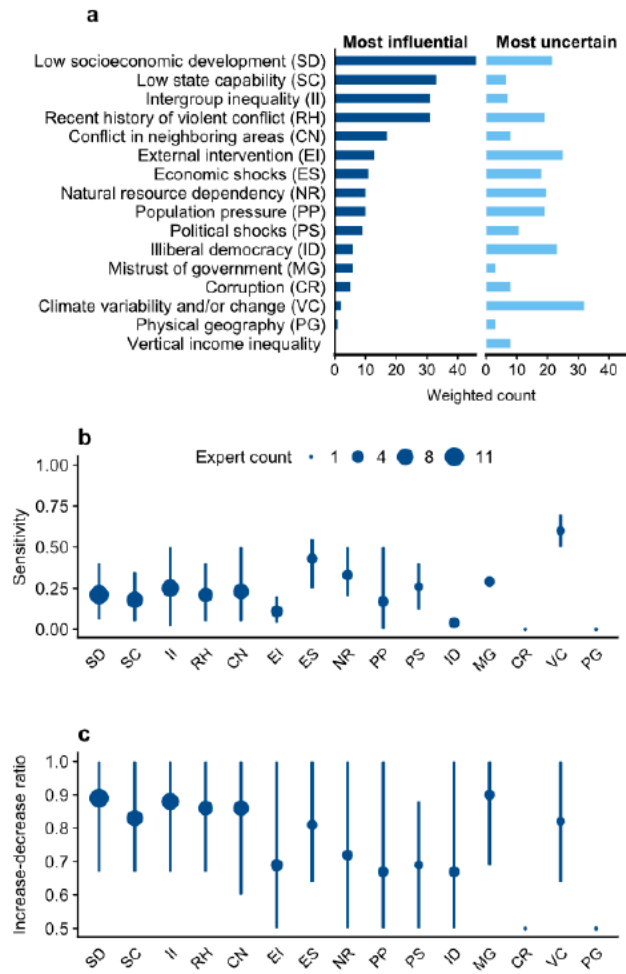 a
Most influential Most uncertain
Low socioeconomic development (SD)
Low state capability (SC)
Intergroup inequality (II)
Recent history of violent conflict (RH)
Conflict in neighboring areas (CN)
External intervention (EI)
Economic shocks (ES)
Natural resource dependency (NR)
Population pressure (PP)
Political shocks (PS)
Illiberal democracy (ID)
Mistrust of government (MG)
Corruption (CR)
Climate variability and/or change (VC)
Physical geography (PG)
Vertical income inequality
0 10 20 30 40 0 10 20 30 40
Weighted count
b
Expert count 1 4 8 11
Sensitivity
1.00
0.75
0.50
0.25
0.00
SD SC II RH CN EI ES NR PP PS ID MG CR VC PG
c
Increase-decrease ratio
1.0
0.9
0.8
0.7
0.6
0.5
SD SC II RH CN EI ES NR PP PS ID MG CR VC PG